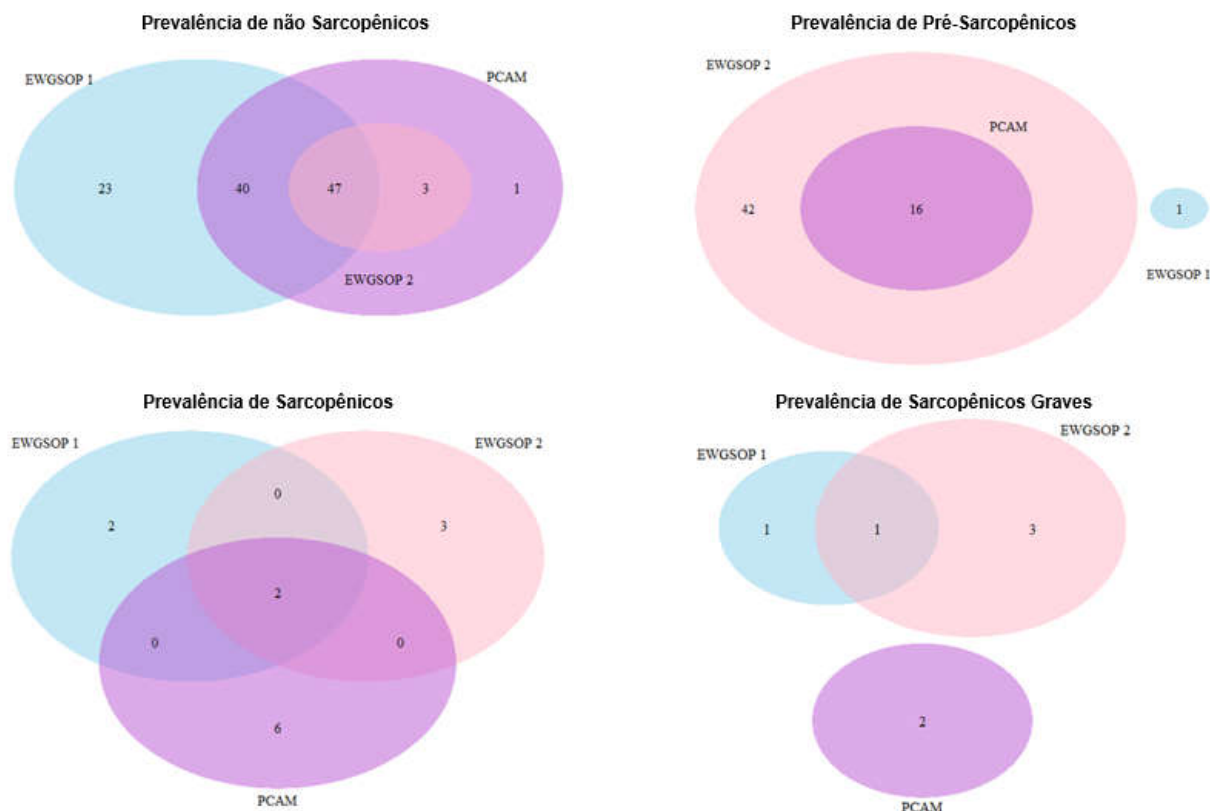 Prevalência de não Sarcopênicos
EWGSOP 1
PCAM
23
40
47
3
1
EWGSOP 2
Prevalência de Pré-Sarcopênicos
EWGSOP 2
PCAM
42
16
1
EWGSOP 1
Prevalência de Sarcopênicos
EWGSOP 1
EWGSOP 2
0
2
3
2
0
0
6
PCAM
Prevalência de Sarcopênicos Graves
EWGSOP 2
EWGSOP 1
1
1
3
2
PCAM